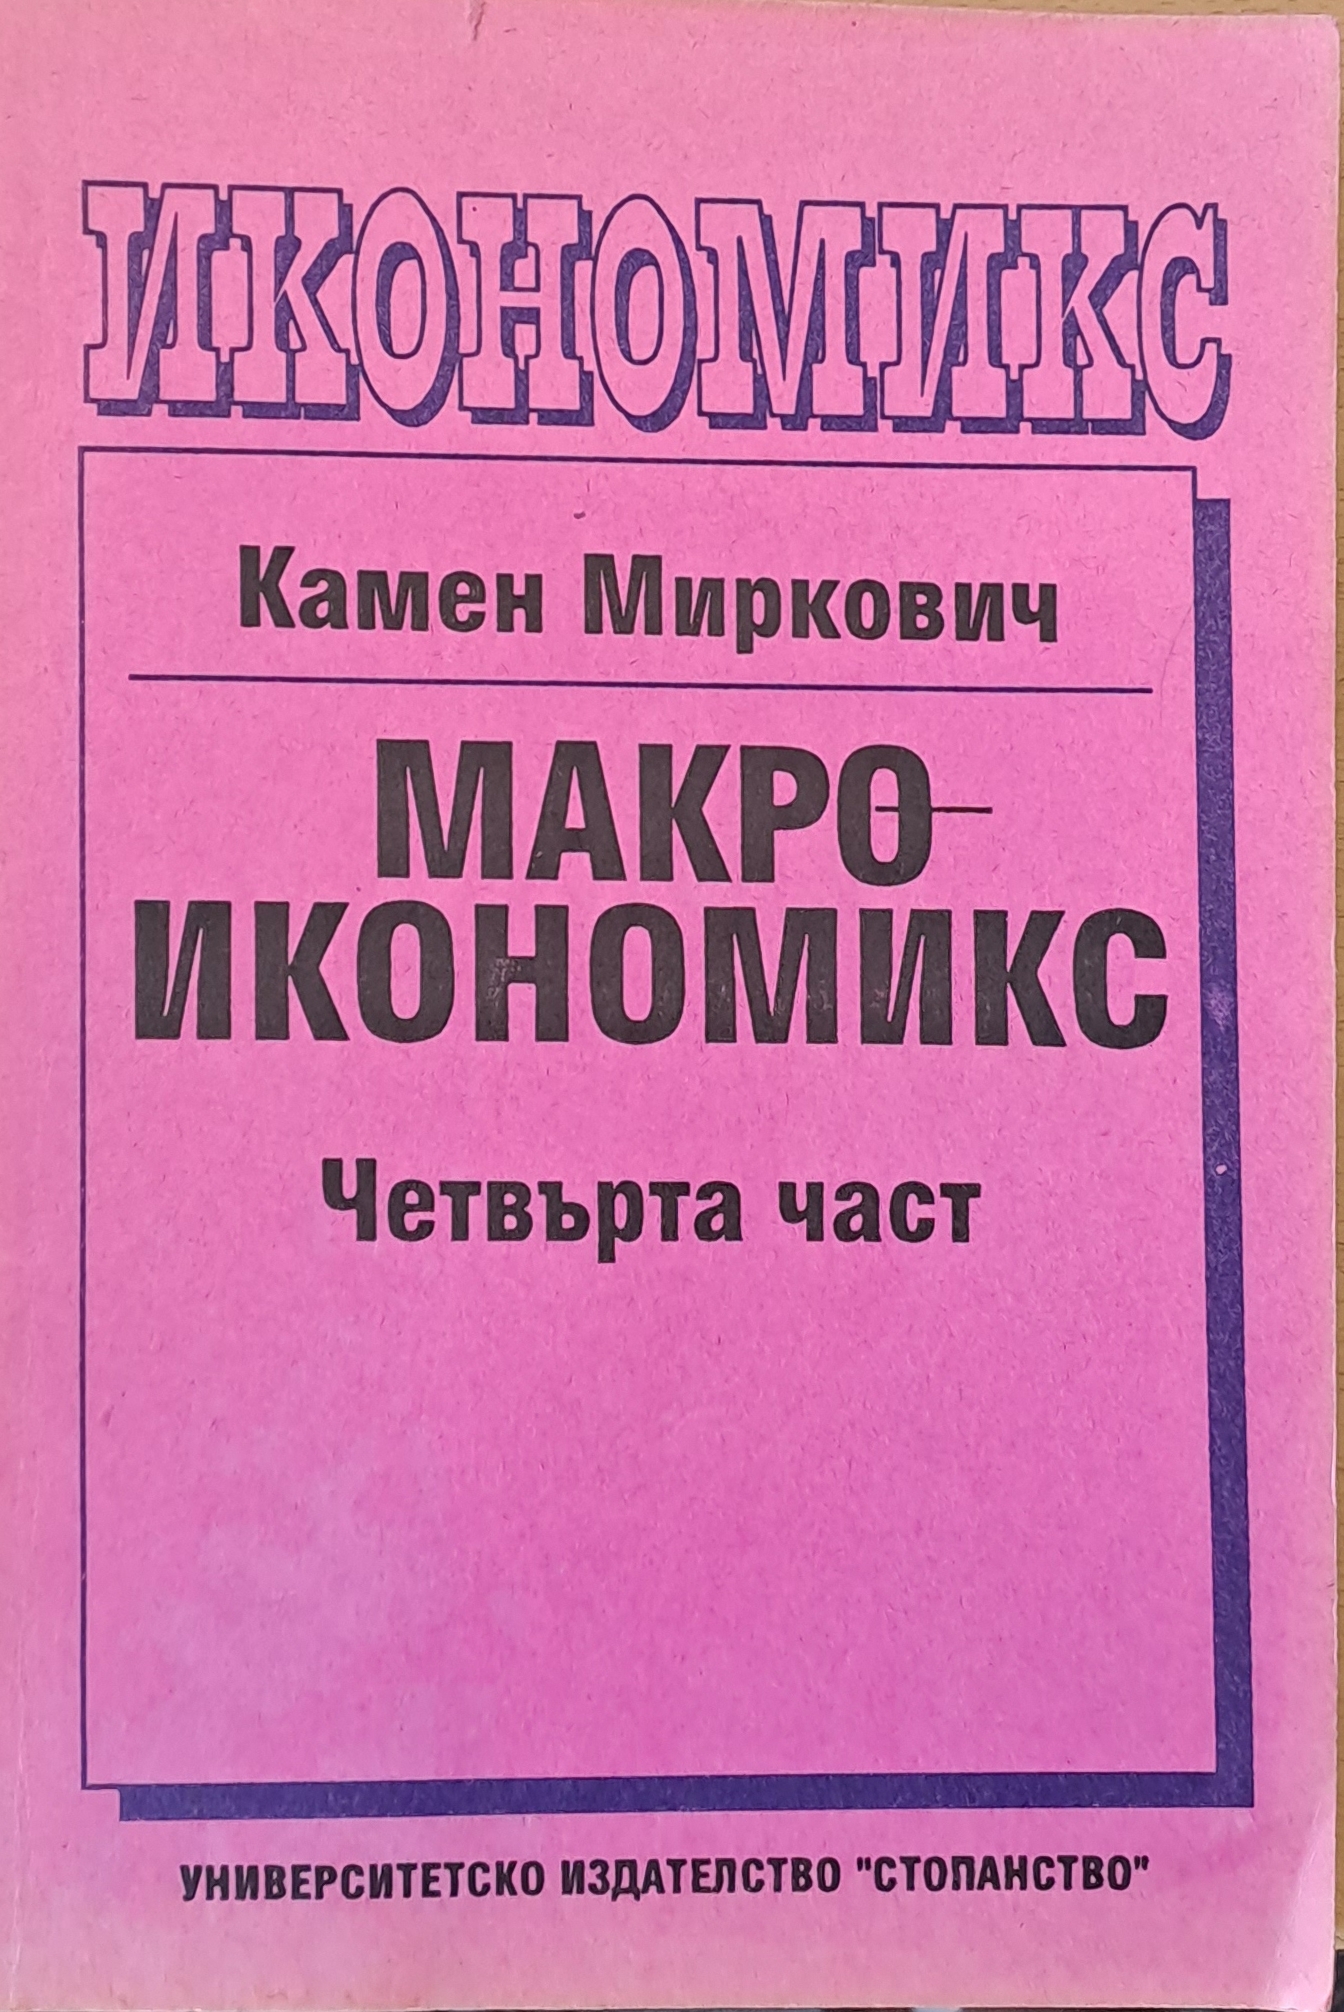 ИКОНОМИКС
Камен Миркович
МАКРО-
ИКОНОМИКС
Четвърта част
УНИВЕРСИТЕТСКО ИЗДАТЕЛСТВО "СТОПАНСТВО"